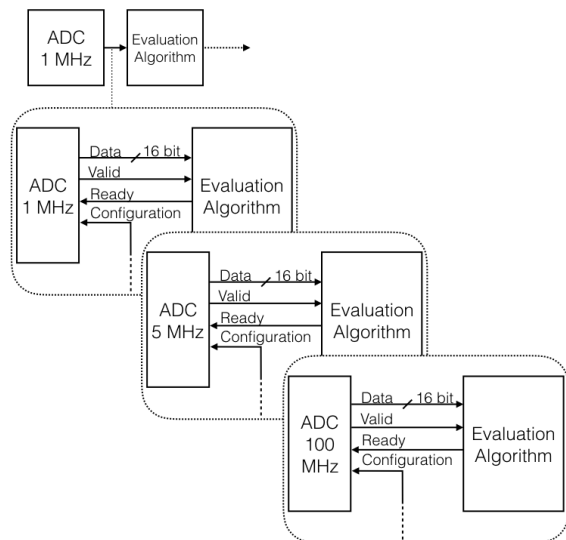 ADC
1 MHz
Evaluation
Algorithm
ADC
1 MHz
Data 16 bit
Valid
Ready
Configuration
Evaluation
Algorithm
ADC
5 MHz
Data 16 bit
Valid
Ready
Configuration
Evaluation
Algorithm
ADC
100
MHz
Data 16 bit
Valid
Ready
Configuration
Evaluation
Algorithm